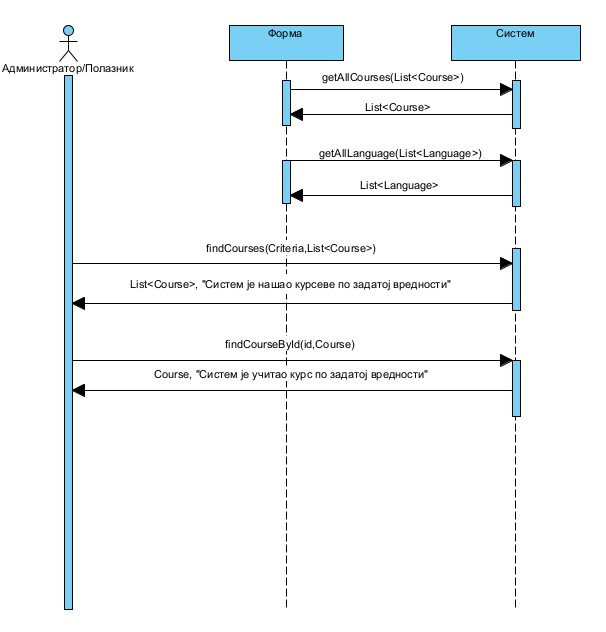 Форма
Систем
Администратор/Полазник
getAllCourses(List<Course>)
List<Course>
getAllLanguage(List<Language>)
List<Language>
findCourses(Criteria,List<Course>)
List<Course>, "Систем је нашао курсеве по задатој вредности"
findCourseById(id,Course)
Course, "Систем је учитао курс по задатој вредности"